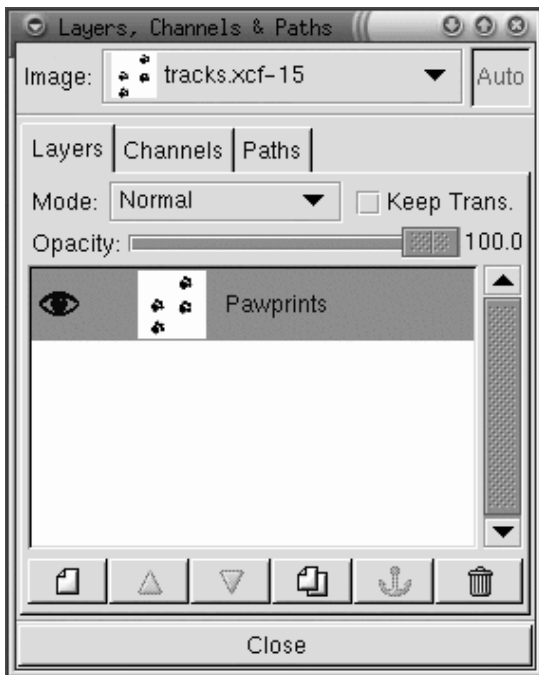 Layers, Channels & Paths
Image: tracks.xcf-15 Auto
Layers Channels Paths
Mode: Normal Keep Trans.
Opacity: 100.0
Pawprints
Close